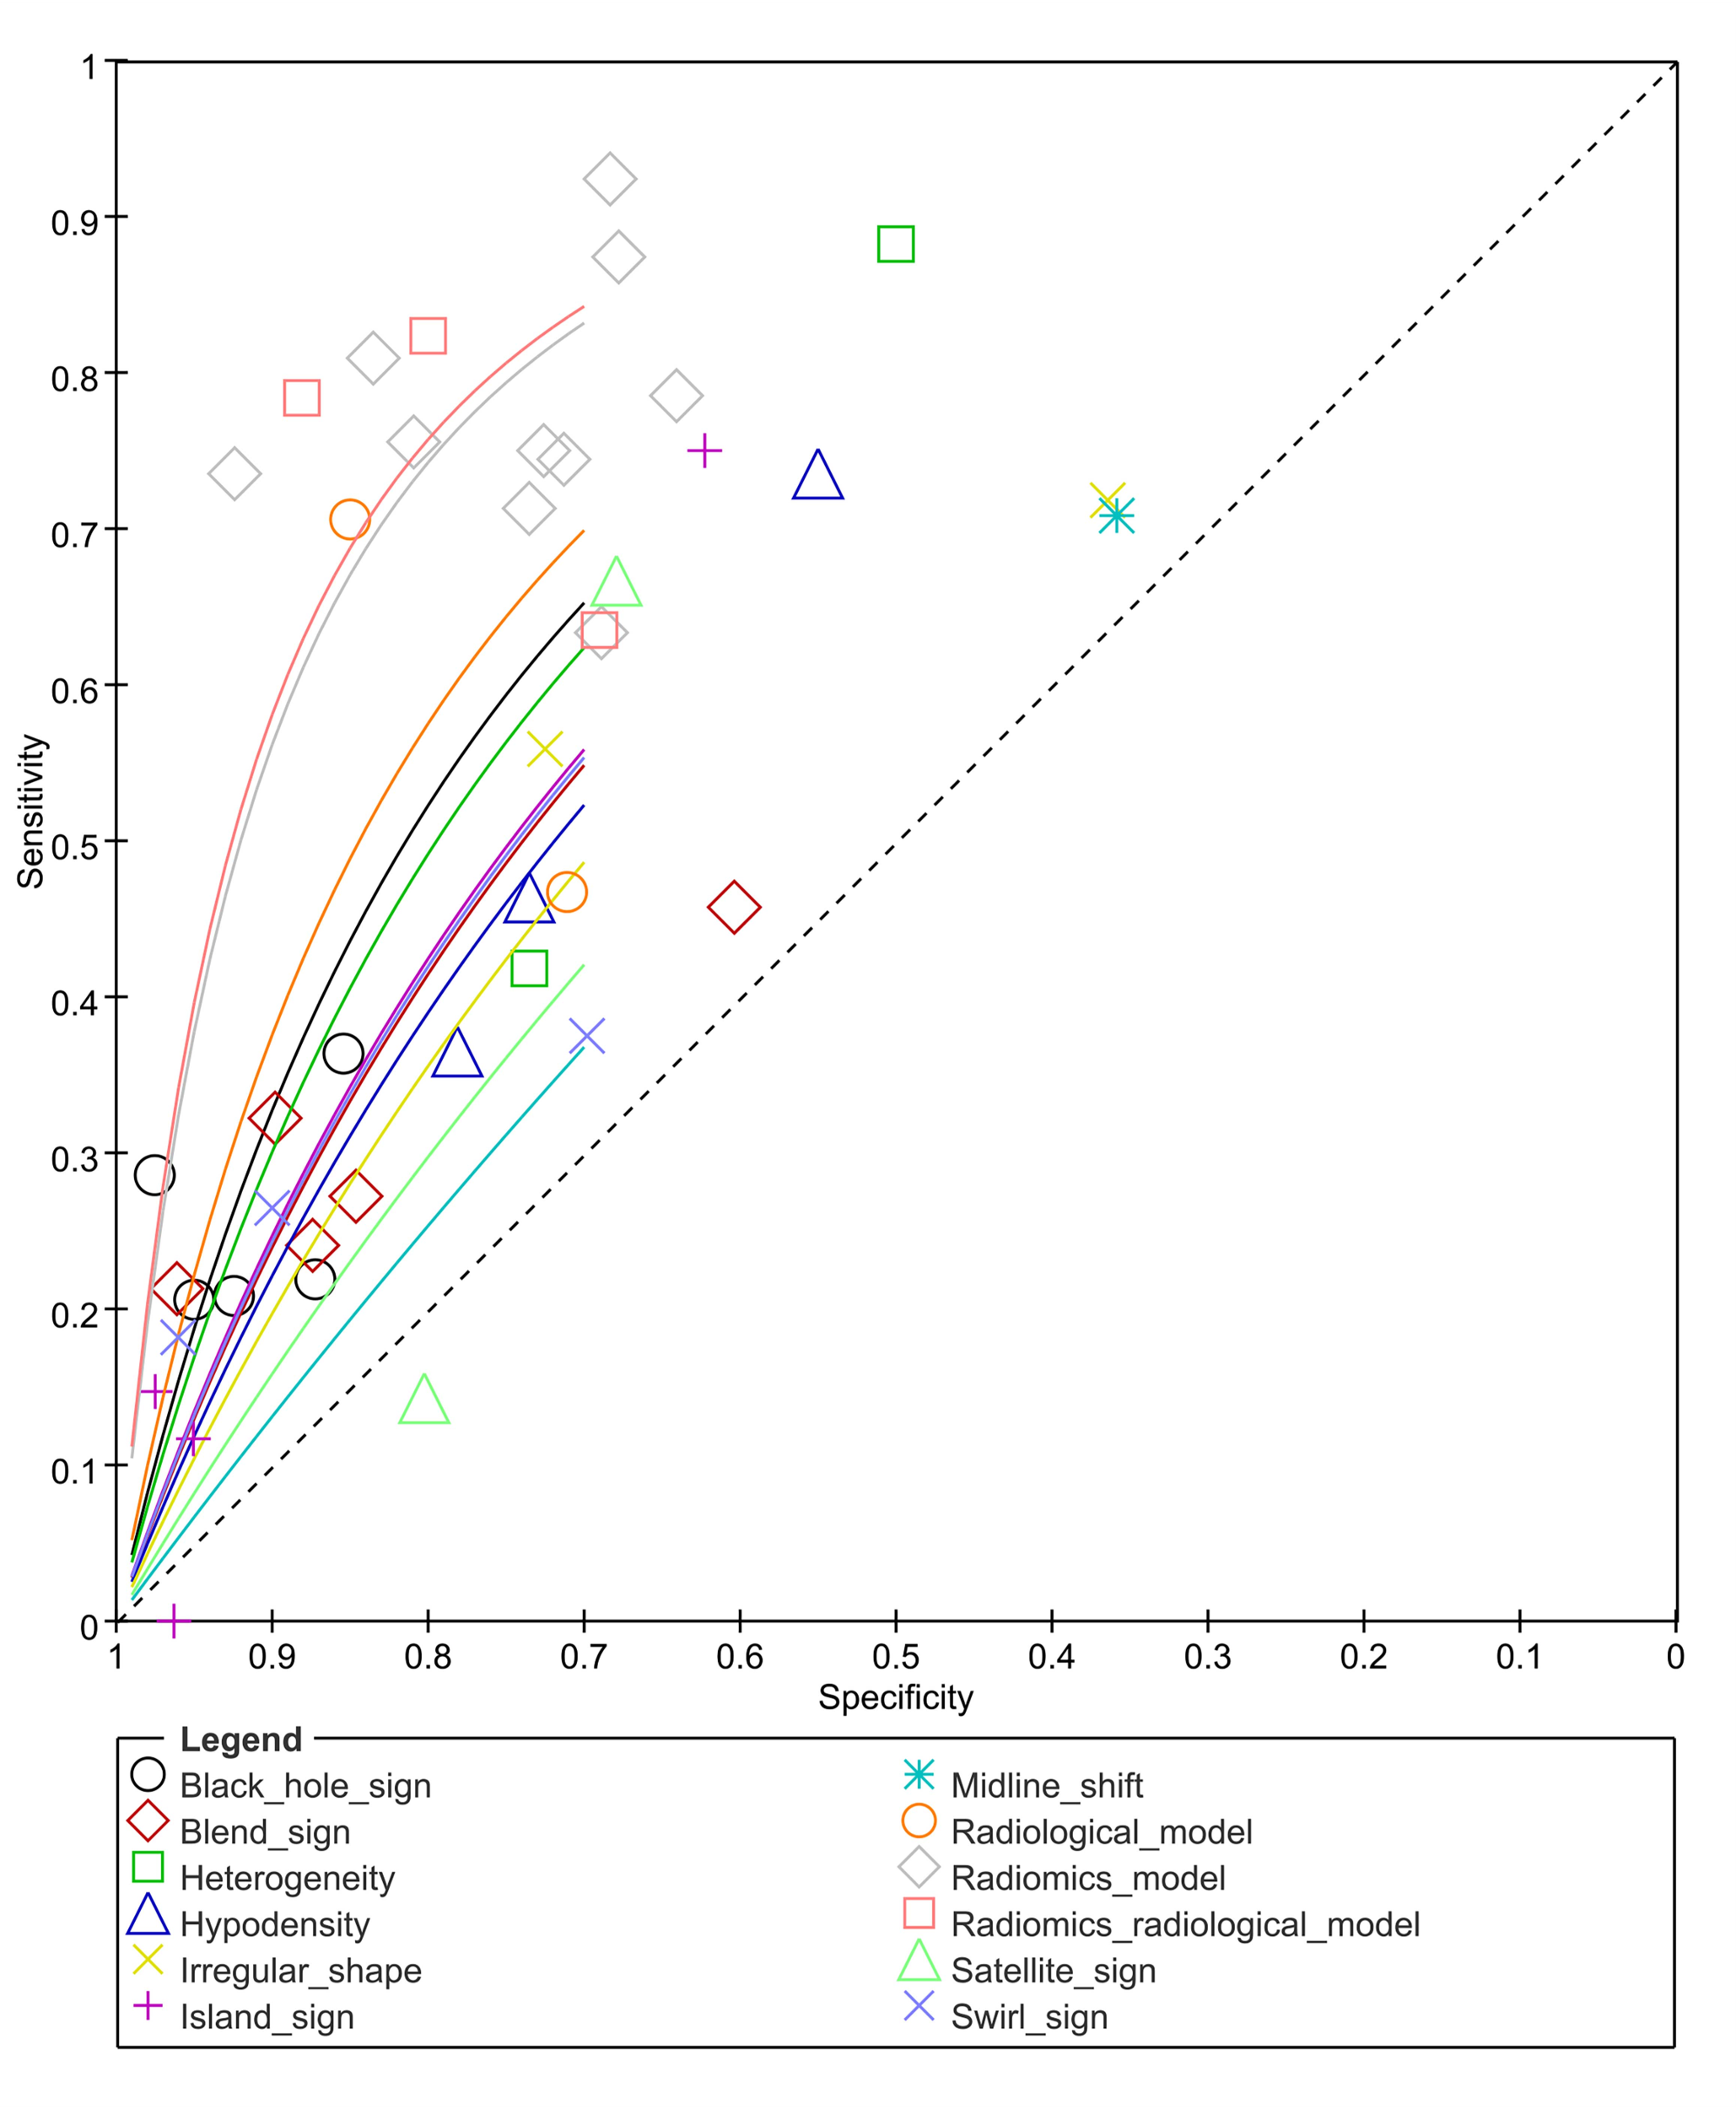 1
0.9
0.8
0.7
0.6
0.5
0.4
0.3
0.2
0.1
0
Sensitivity
1 0.9 0.8 0.7 0.6 0.5 0.4 0.3 0.2 0.1 0
Specificity
Legend
Black_hole_sign
Blend_sign
Heterogeneity
Hypodensity
Irregular_shape
Island_sign
Midline_shift
Radiological_model
Radiomics_model
Radiomics_radiological_model
Satellite_sign
Swirl_sign